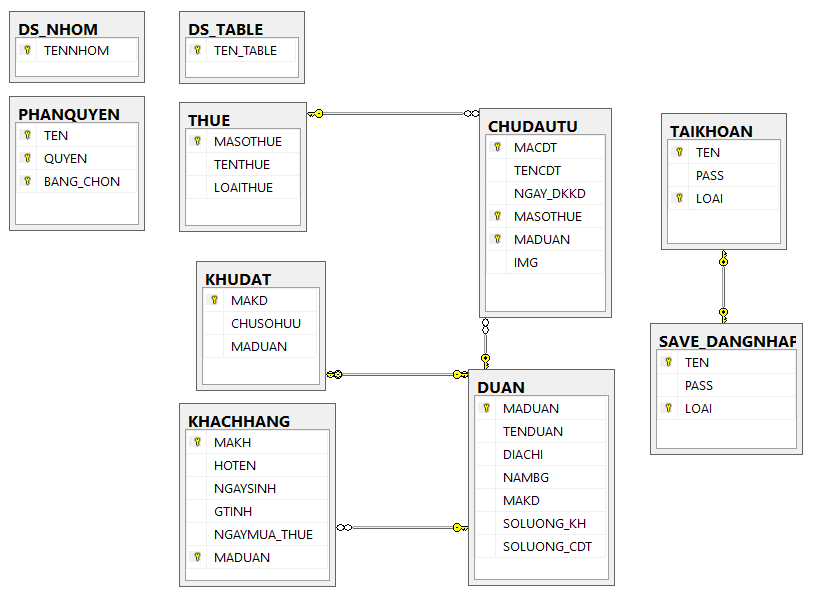 DS_NHOM
TENNHOM
DS_TABLE
TEN_TABLE
PHANQUYEN
TEN
QUYEN
BANG_CHON
THUE
MASOTHUE
TENTHUE
LOAITHUE
CHUDAUTU
MACDT
TENCDT
NGAY_DKKD
MASOTHUE
MADUAN
IMG
TAIKHOAN
TEN
PASS
LOAI
KHUDAT
MAKD
CHUSOHUU
MADUAN
SAVE_DANGNHAP
TEN
PASS
LOAI
KHACHHANG
MAKH
HOTEN
NGAYSINH
GTINH
NGAYMUA_THUE
MADUAN
DUAN
MADUAN
TENDUAN
DIACHI
NAMBG
MAKD
SOLUONG_KH
SOLUONG_CDT